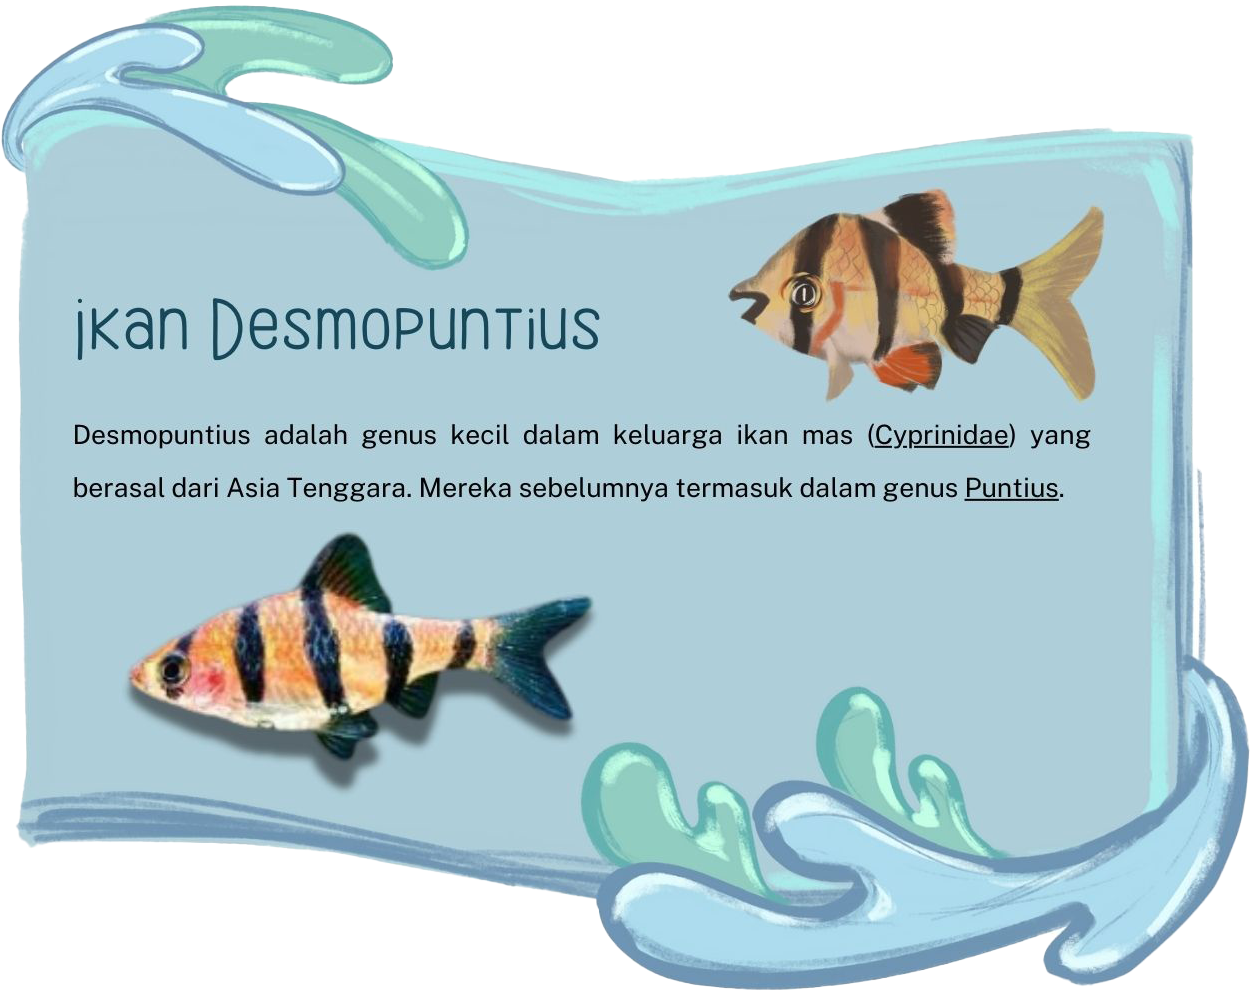 ikan Desmopuntius
Desmopuntius adalah genus kecil dalam keluarga ikan mas (Cyprinidae) yang
berasal dari Asia Tenggara. Mereka sebelumnya termasuk dalam genus Puntius.